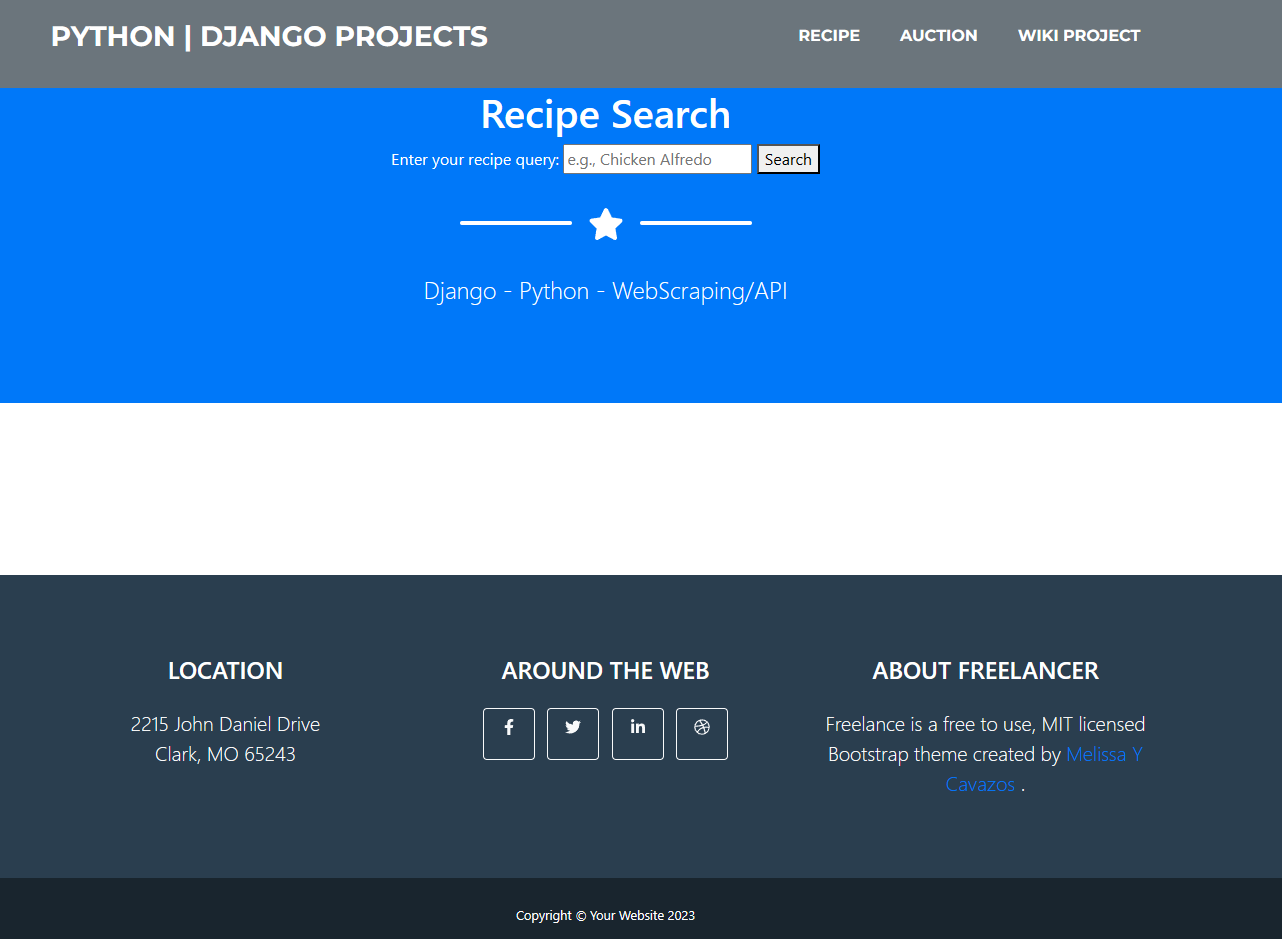 PYTHON | DJANGO PROJECTS
RECIPE AUCTION WIKI PROJECT
Recipe Search
Enter your recipe query: e.g., Chicken Alfredo Search
Django - Python - WebScraping/API
LOCATION
2215 John Daniel Drive
Clark, MO 65243
AROUND THE WEB
ABOUT FREELANCER
Freelance is a free to use, MIT licensed
Bootstrap theme created by Melissa Y
Cavazos .
Copyright © Your Website 2023